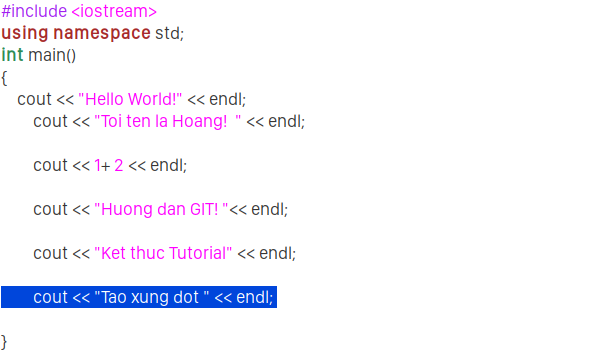 #include <iostream>
using namespace std;
int main()
{
cout << "Hello World!" << endl;
cout << "Toi ten la Hoang!  " << endl;
cout << 1+ 2 << endl;
cout << "Huong dan GIT! "<< endl;
cout << "Ket thuc Tutorial" << endl;
cout << "Tao xung dot " << endl;
}